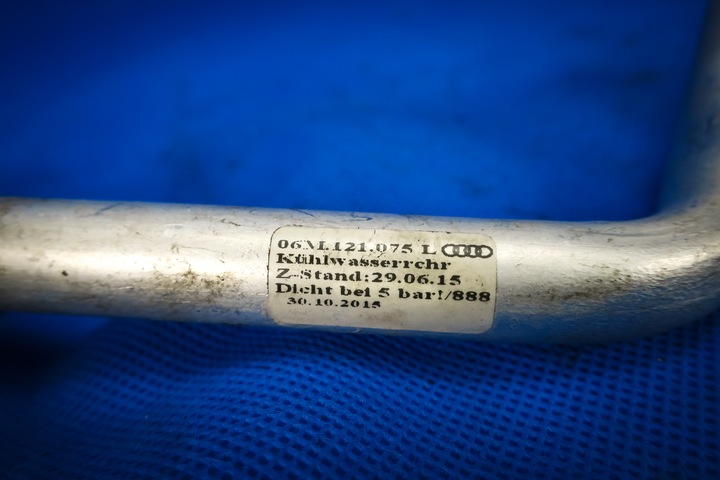 06M.121.075 L
Kühlwasserrohr
Z-Stand:29.06.15
Dicht bei 5 bar!/888
30.10.2015